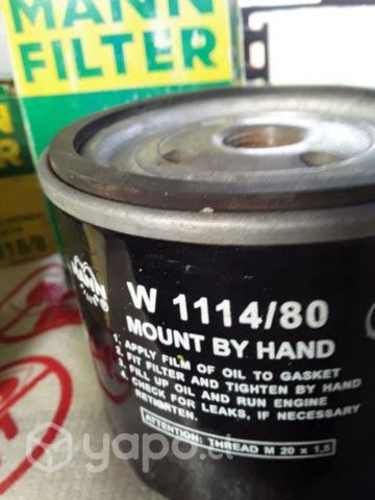 MANN
FILTER
W 1114/80
MOUNT BY HAND
1. APPLY FILM OF OIL TO GASKET
2. FIT FILTER AND TIGHTEN BY HAND
3. FILL UP OIL AND RUN ENGINE
4. CHECK FOR LEAKS, IF NECESSARY
RETIGHTEN.
ATTENTION: THREAD M 20 x 1,5
yapo.cl